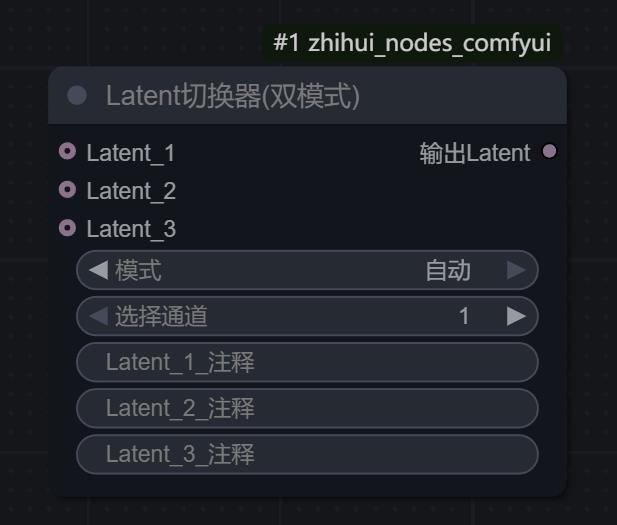 #1 zhihui_nodes_comfyui
Latent切换器(双模式)
Latent_1 输出Latent
Latent_2
Latent_3
模式 自动
选择通道 1
Latent_1_注释
Latent_2_注释
Latent_3_注释